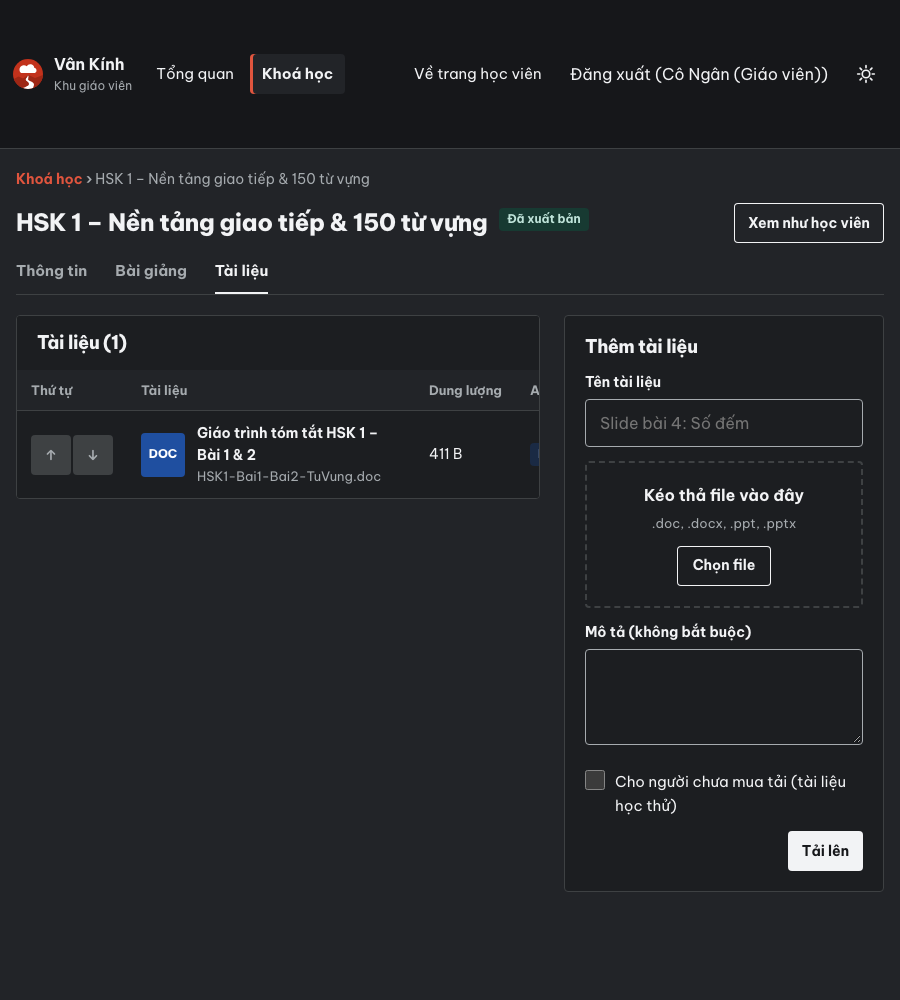 Vân Kính
Khu giáo viên
Tổng quan
Khoá học
Về trang học viên
Đăng xuất (Cô Ngân (Giáo viên))
Khoá học › HSK 1 – Nền tảng giao tiếp & 150 từ vựng
HSK 1 – Nền tảng giao tiếp & 150 từ vựng
Đã xuất bản
Xem như học viên
Thông tin
Bài giảng
Tài liệu
Tài liệu (1)
Thứ tự
Tài liệu
Dung lượng
↑
↓
DOC
Giáo trình tóm tắt HSK 1 –
Bài 1 & 2
HSK1-Bai1-Bai2-TuVung.doc
411 B
Thêm tài liệu
Tên tài liệu
Slide bài 4: Số đếm
Kéo thả file vào đây
.doc, .docx, .ppt, .pptx
Chọn file
Mô tả (không bắt buộc)
Cho người chưa mua tải (tài liệu
học thử)
Tải lên